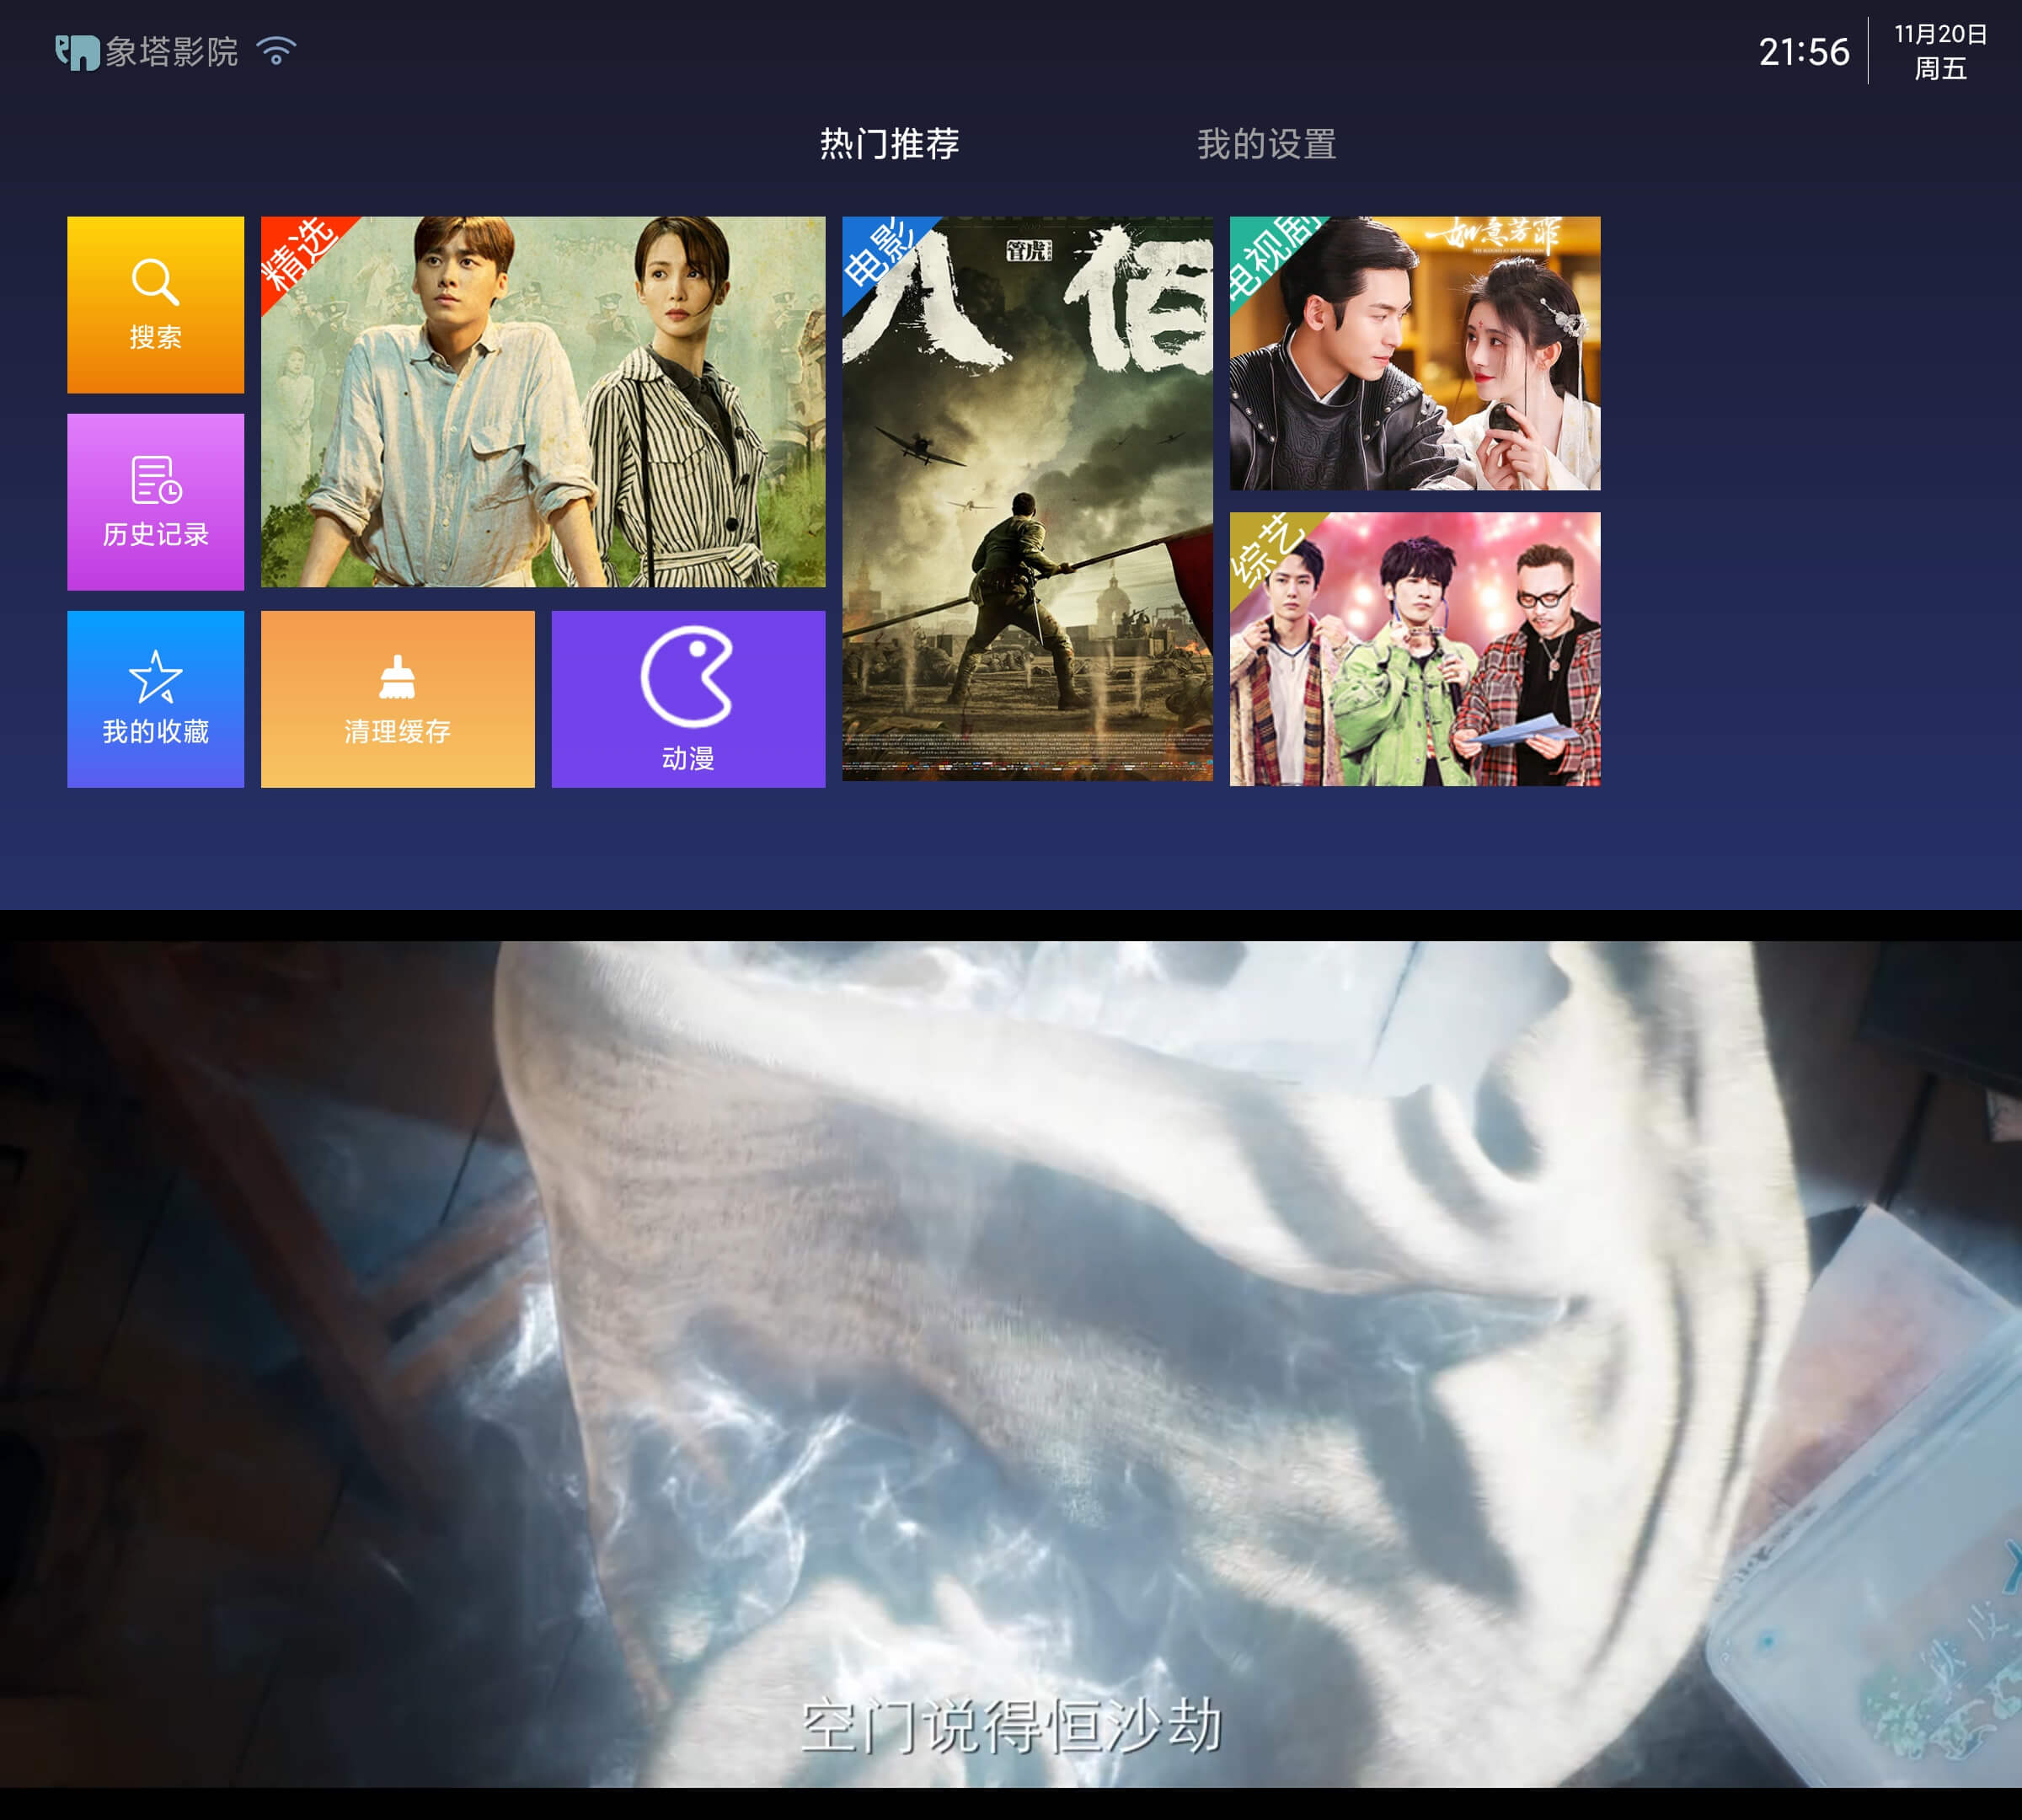 象塔影院
21:56
11月20日
周五
热门推荐
我的设置
搜索
历史记录
我的收藏
精选
清理缓存
动漫
电影
八佰
管虎
电视剧
如意芳霏
综艺
空门说得恒沙劫